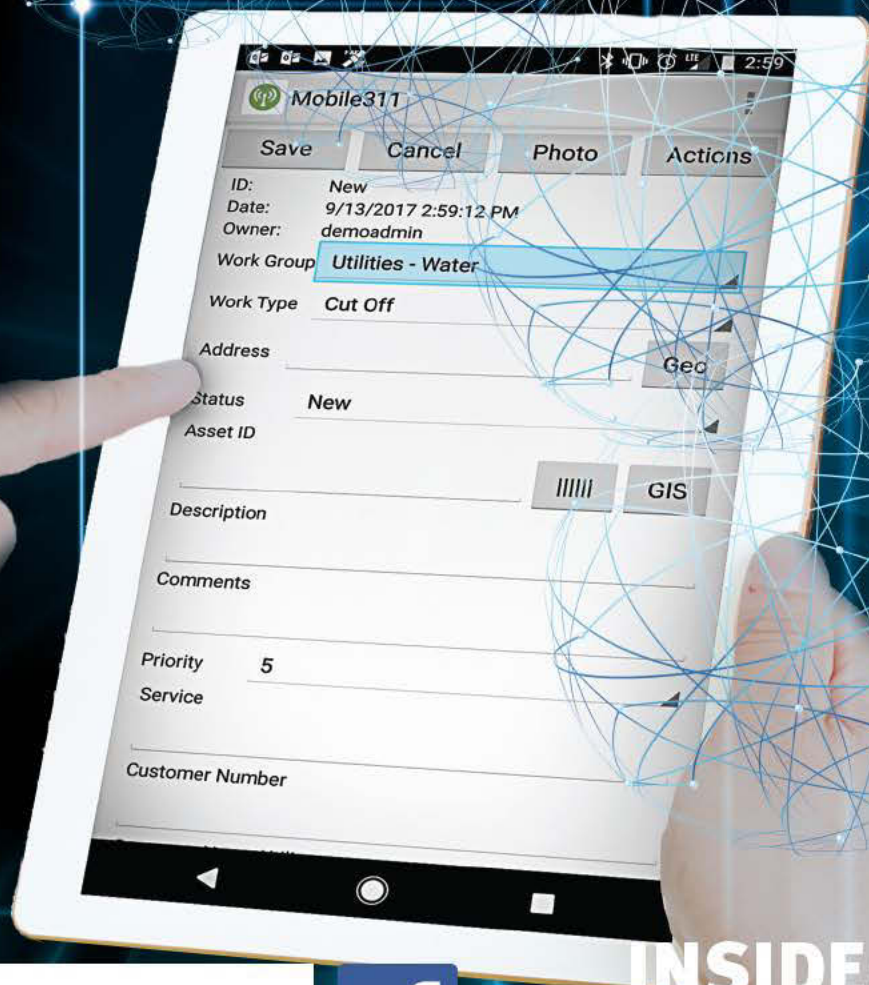 LTE 2:59
Mobile311
Save Cancel Photo Actions
ID: New
Date: 9/13/2017 2:59:12 PM
Owner: demoadmin
Work Group Utilities - Water
Work Type Cut Off
Address Geo
Status New
Asset ID
GIS
Description
Comments
Priority 5
Service
Customer Number
INSIDE